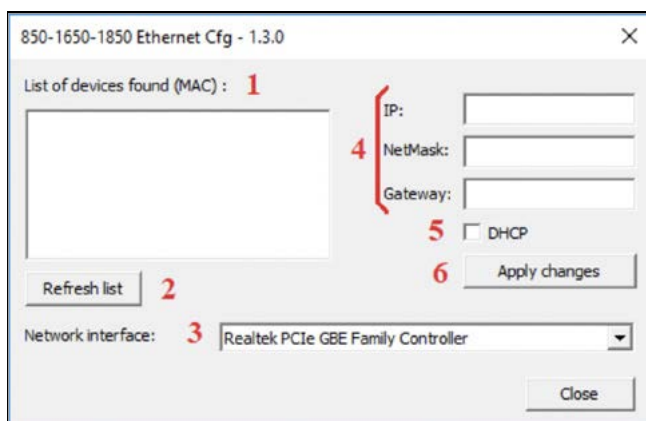 850-1650-1850 Ethernet Cfg - 1.3.0
List of devices found (MAC) : 1
IP:
4 NetMask:
Gateway:
5 DHCP
6 Apply changes
Refresh list 2
Network interface: 3 Realtek PCIe GBE Family Controller
Close